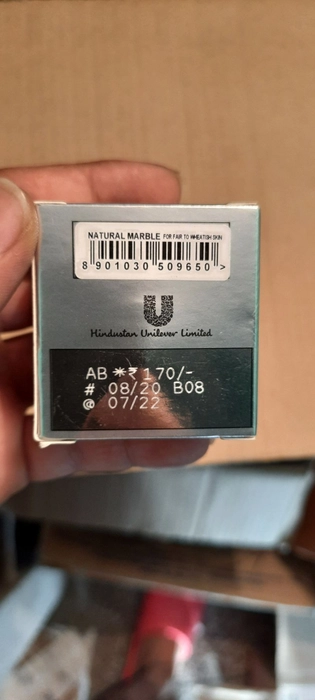 NATURAL MARBLE FOR FAIR TO WHEATISH SKIN
8 901030 509650 >
Hindustan Unilever Limited
AB *₹170/-
# 08/20 B08
@ 07/22